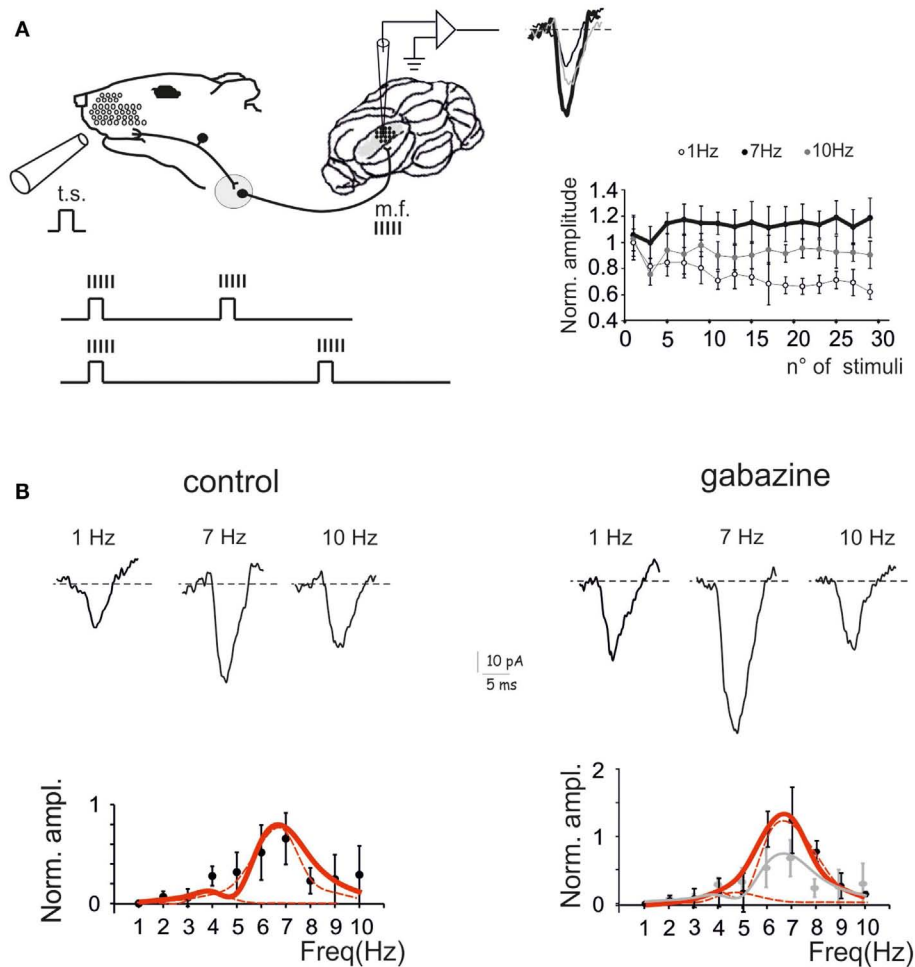 A
t.s.
m.f.
1Hz 7Hz 10Hz
Norm. amplitude
1.4
1.2
1
0.8
0.6
0.4
0 5 10 15 20 25 30
n° of stimuli
B
control
1 Hz 7 Hz 10 Hz
gabazine
1 Hz 7 Hz 10 Hz
10 pA
5 ms
Norm. ampl.
1
0
1 2 3 4 5 6 7 8 9 10
Freq(Hz)
Norm. ampl.
2
1
0
1 2 3 4 5 6 7 8 9 10
Freq(Hz)